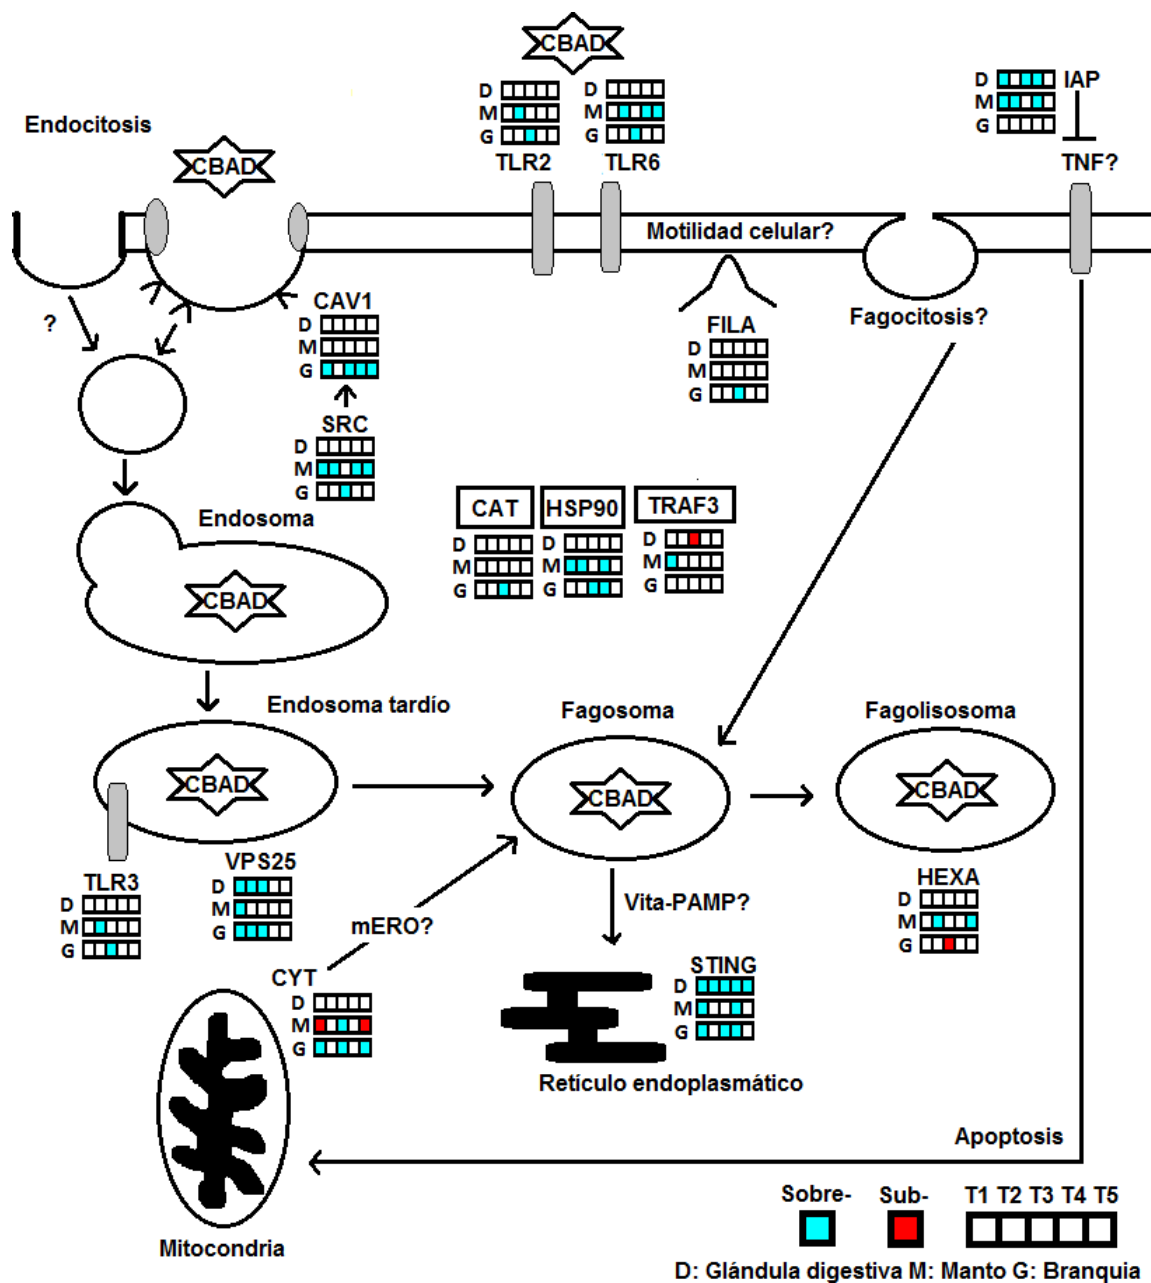 CBAD
D
M
G
TLR2
D
M
G
TLR6
D
M
G
IAP
TNF?
Endocitosis
CBAD
Motilidad celular?
?
CAV1
D
M
G
SRC
D
M
G
FILA
D
M
G
Fagocitosis?
Endosoma
CBAD
CAT
D
M
G
HSP90
D
M
G
TRAF3
D
M
G
Endosoma tardío
CBAD
Fagosoma
CBAD
Fagolisosoma
CBAD
TLR3
D
M
G
VPS25
D
M
G
mERO?
Vita-PAMP?
HEXA
D
M
G
CYT
D
M
G
STING
D
M
G
Retículo endoplasmático
Apoptosis
Mitocondria
Sobre-
Sub-
T1 T2 T3 T4 T5
D: Glándula digestiva M: Manto G: Branquia